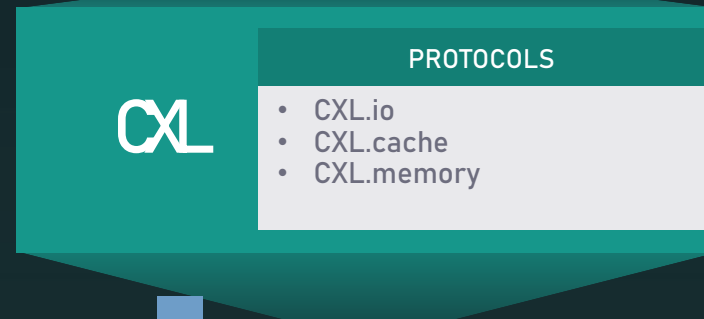 PROTOCOLS
CXL
• CXL.io
• CXL.cache
• CXL.memory